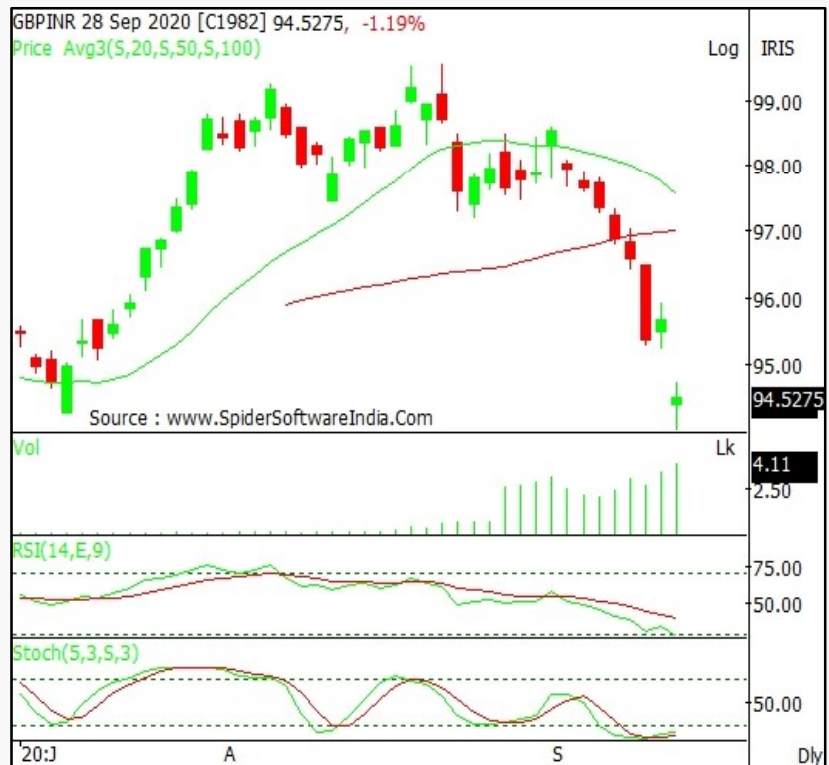 GBPINR 28 Sep 2020 [C1982] 94.5275, -1.19%
Price Avg3(S,20,S,50,S,100)
Log
IRIS
99.00
98.00
97.00
96.00
95.00
94.5275
Source : www.SpiderSoftwareIndia.Com
Vol
Lk
4.11
2.50
RSI(14,E,9)
75.00
50.00
Stoch(5,3,S,3)
50.00
20:J A S Dly